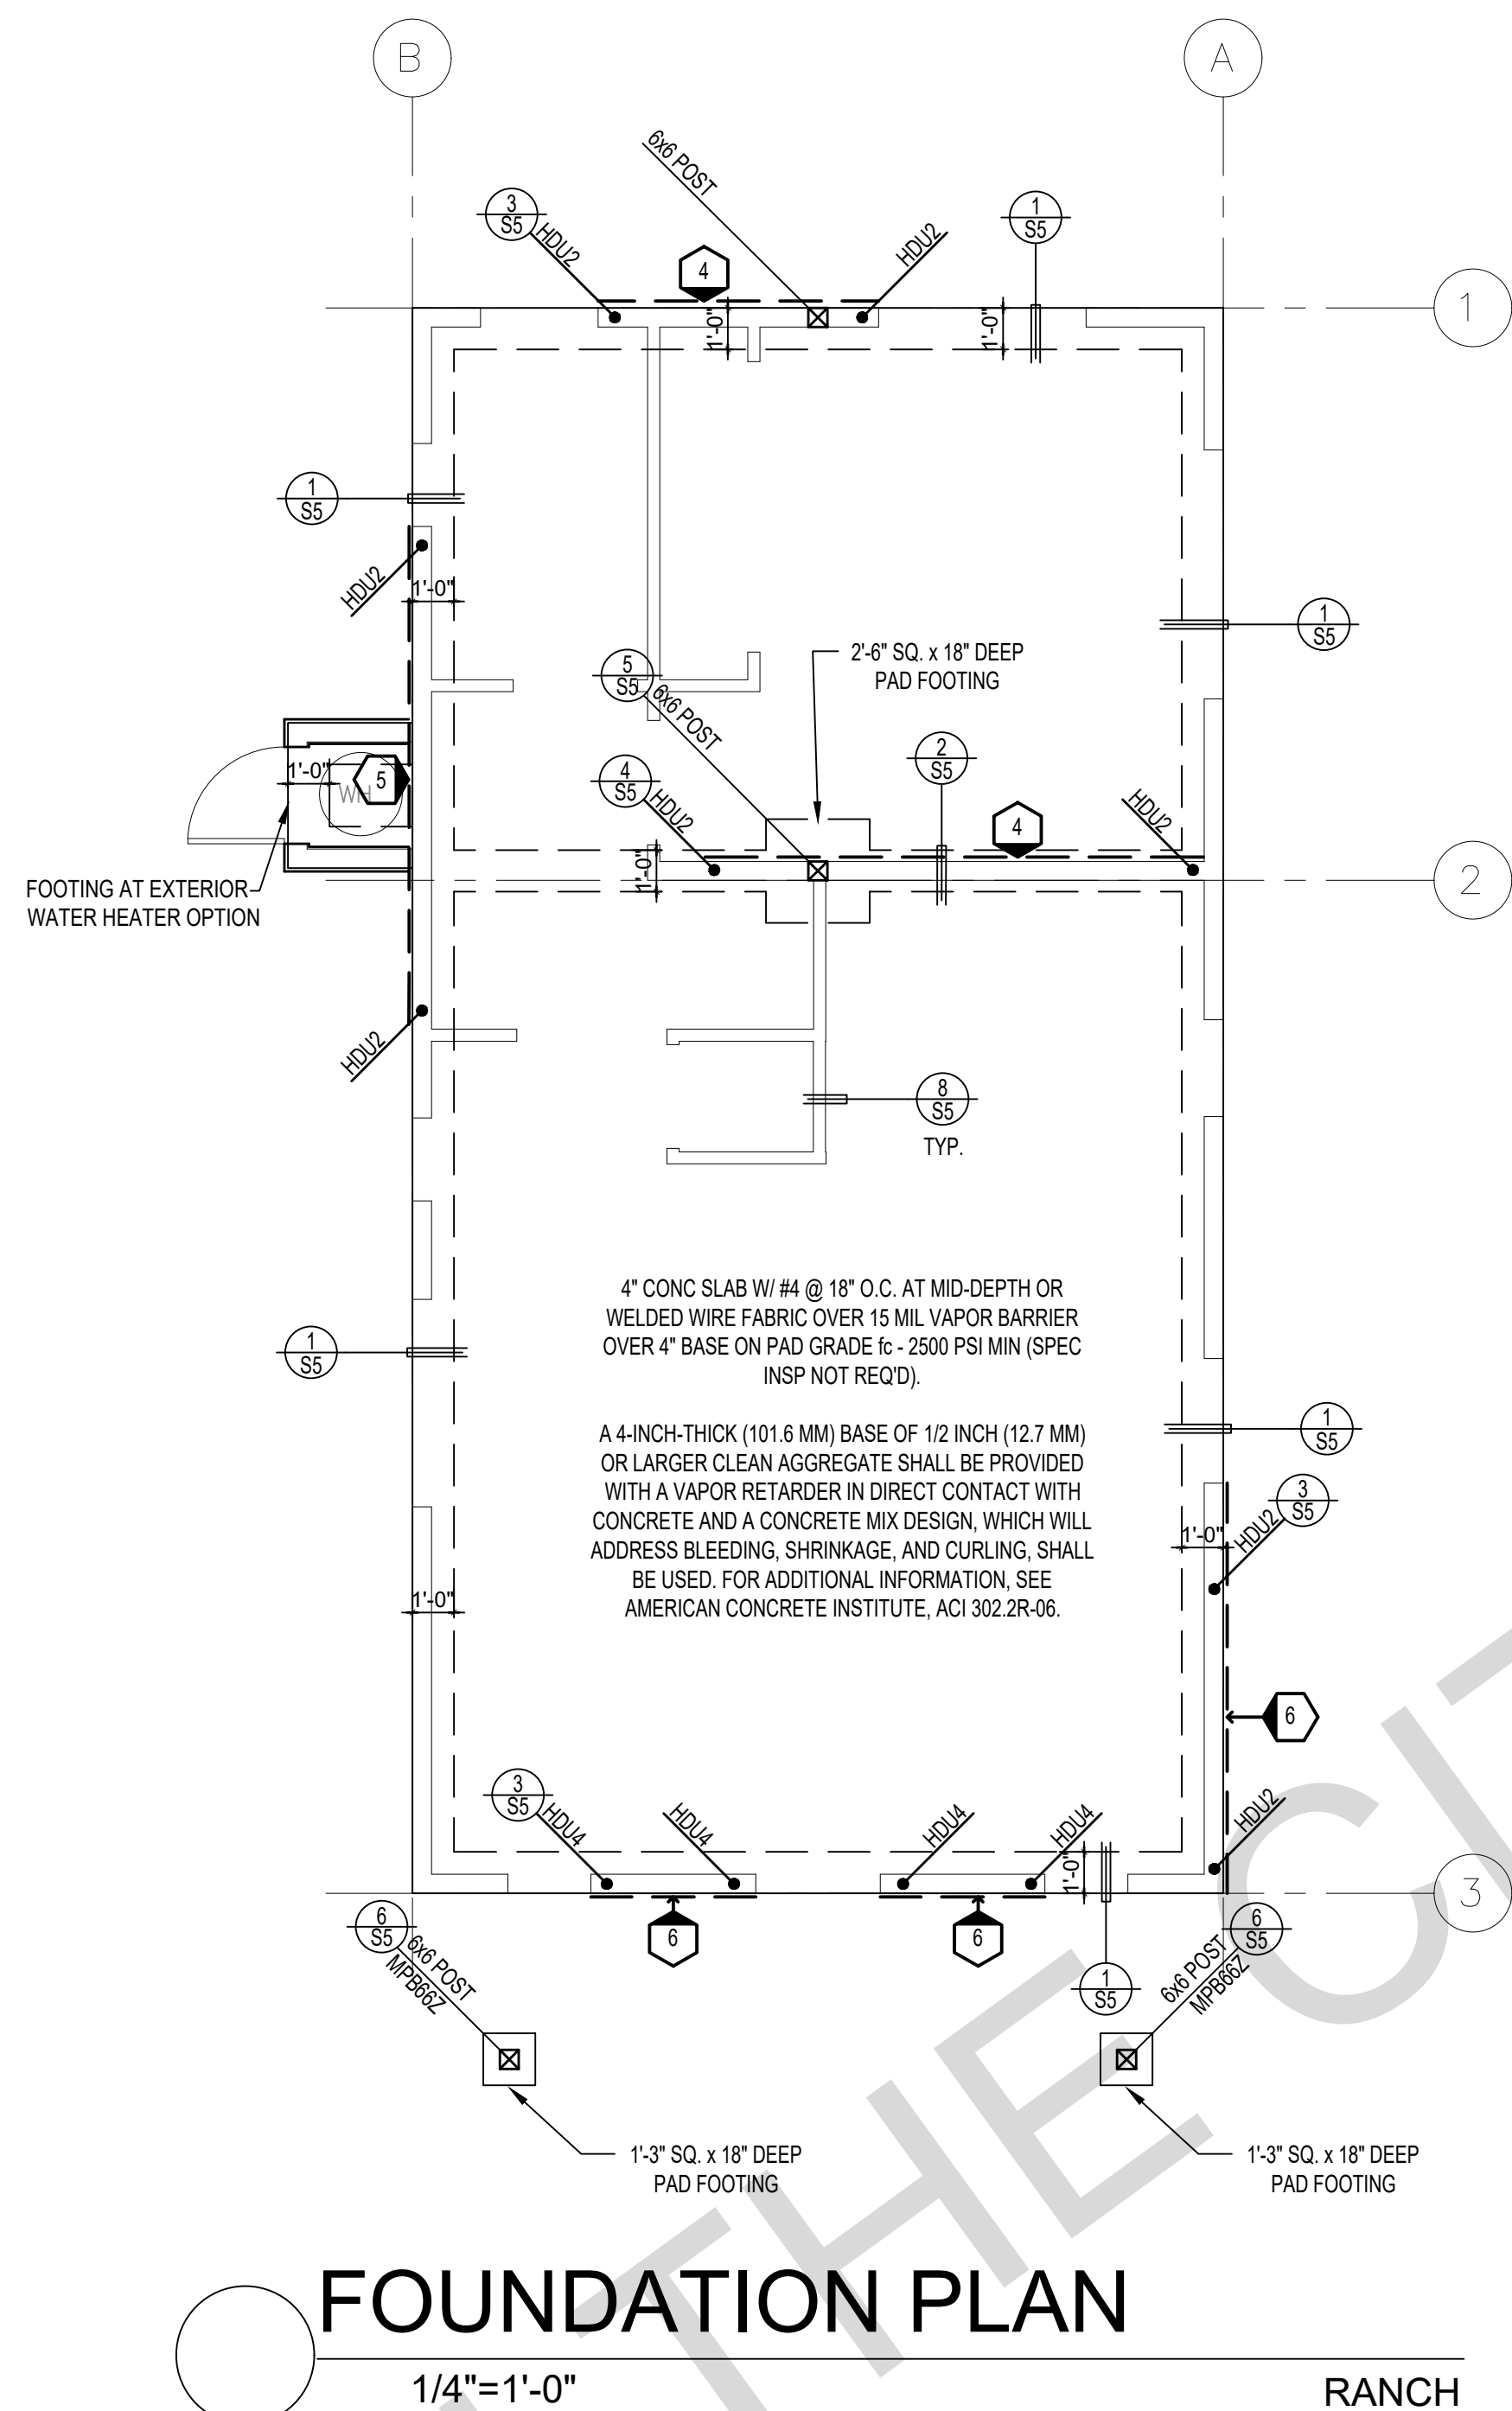 B
A
6x6 POST
3
S5
HDU2
HDU2
1
S5
4
1
1'-0"
1'-0"
1
S5
HDU2
1'-0"
1
S5
2'-6" SQ. x 18" DEEP
PAD FOOTING
5
S5
6x6 POST
2
S5
4
S5
HDU2
4
HDU2
1'-0"
WH
5
1'-0"
2
FOOTING AT EXTERIOR
WATER HEATER OPTION
HDU2
8
S5
TYP.
4" CONC SLAB W/ #4 @ 18" O.C. AT MID-DEPTH OR
WELDED WIRE FABRIC OVER 15 MIL VAPOR BARRIER
OVER 4" BASE ON PAD GRADE fc - 2500 PSI MIN (SPEC
INSP NOT REQ'D).
1
S5
A 4-INCH-THICK (101.6 MM) BASE OF 1/2 INCH (12.7 MM)
OR LARGER CLEAN AGGREGATE SHALL BE PROVIDED
WITH A VAPOR RETARDER IN DIRECT CONTACT WITH
CONCRETE AND A CONCRETE MIX DESIGN, WHICH WILL
ADDRESS BLEEDING, SHRINKAGE, AND CURLING, SHALL
BE USED. FOR ADDITIONAL INFORMATION, SEE
AMERICAN CONCRETE INSTITUTE, ACI 302.2R-06.
1
S5
3
S5
HDU2
1'-0"
1'-0"
6
3
S5
HDU4
HDU4
HDU4
HDU4
HDU2
1'-0"
3
6
S5
6x6 POST
MPB66Z
6
6
1
S5
6
S5
6x6 POST
MPB66Z
1'-3" SQ. x 18" DEEP
PAD FOOTING
1'-3" SQ. x 18" DEEP
PAD FOOTING
FOUNDATION PLAN
1/4"=1'-0"
RANCH
THE